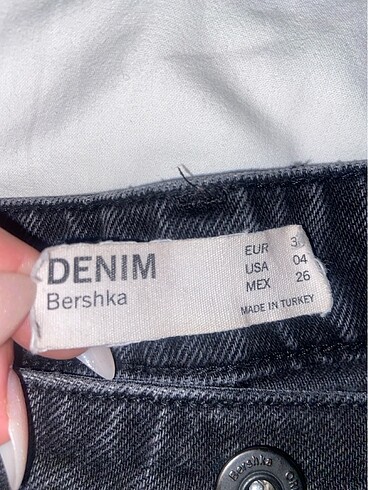 DENIM
Bershka
EUR
USA 04
MEX 26
MADE IN TURKEY
Bershka